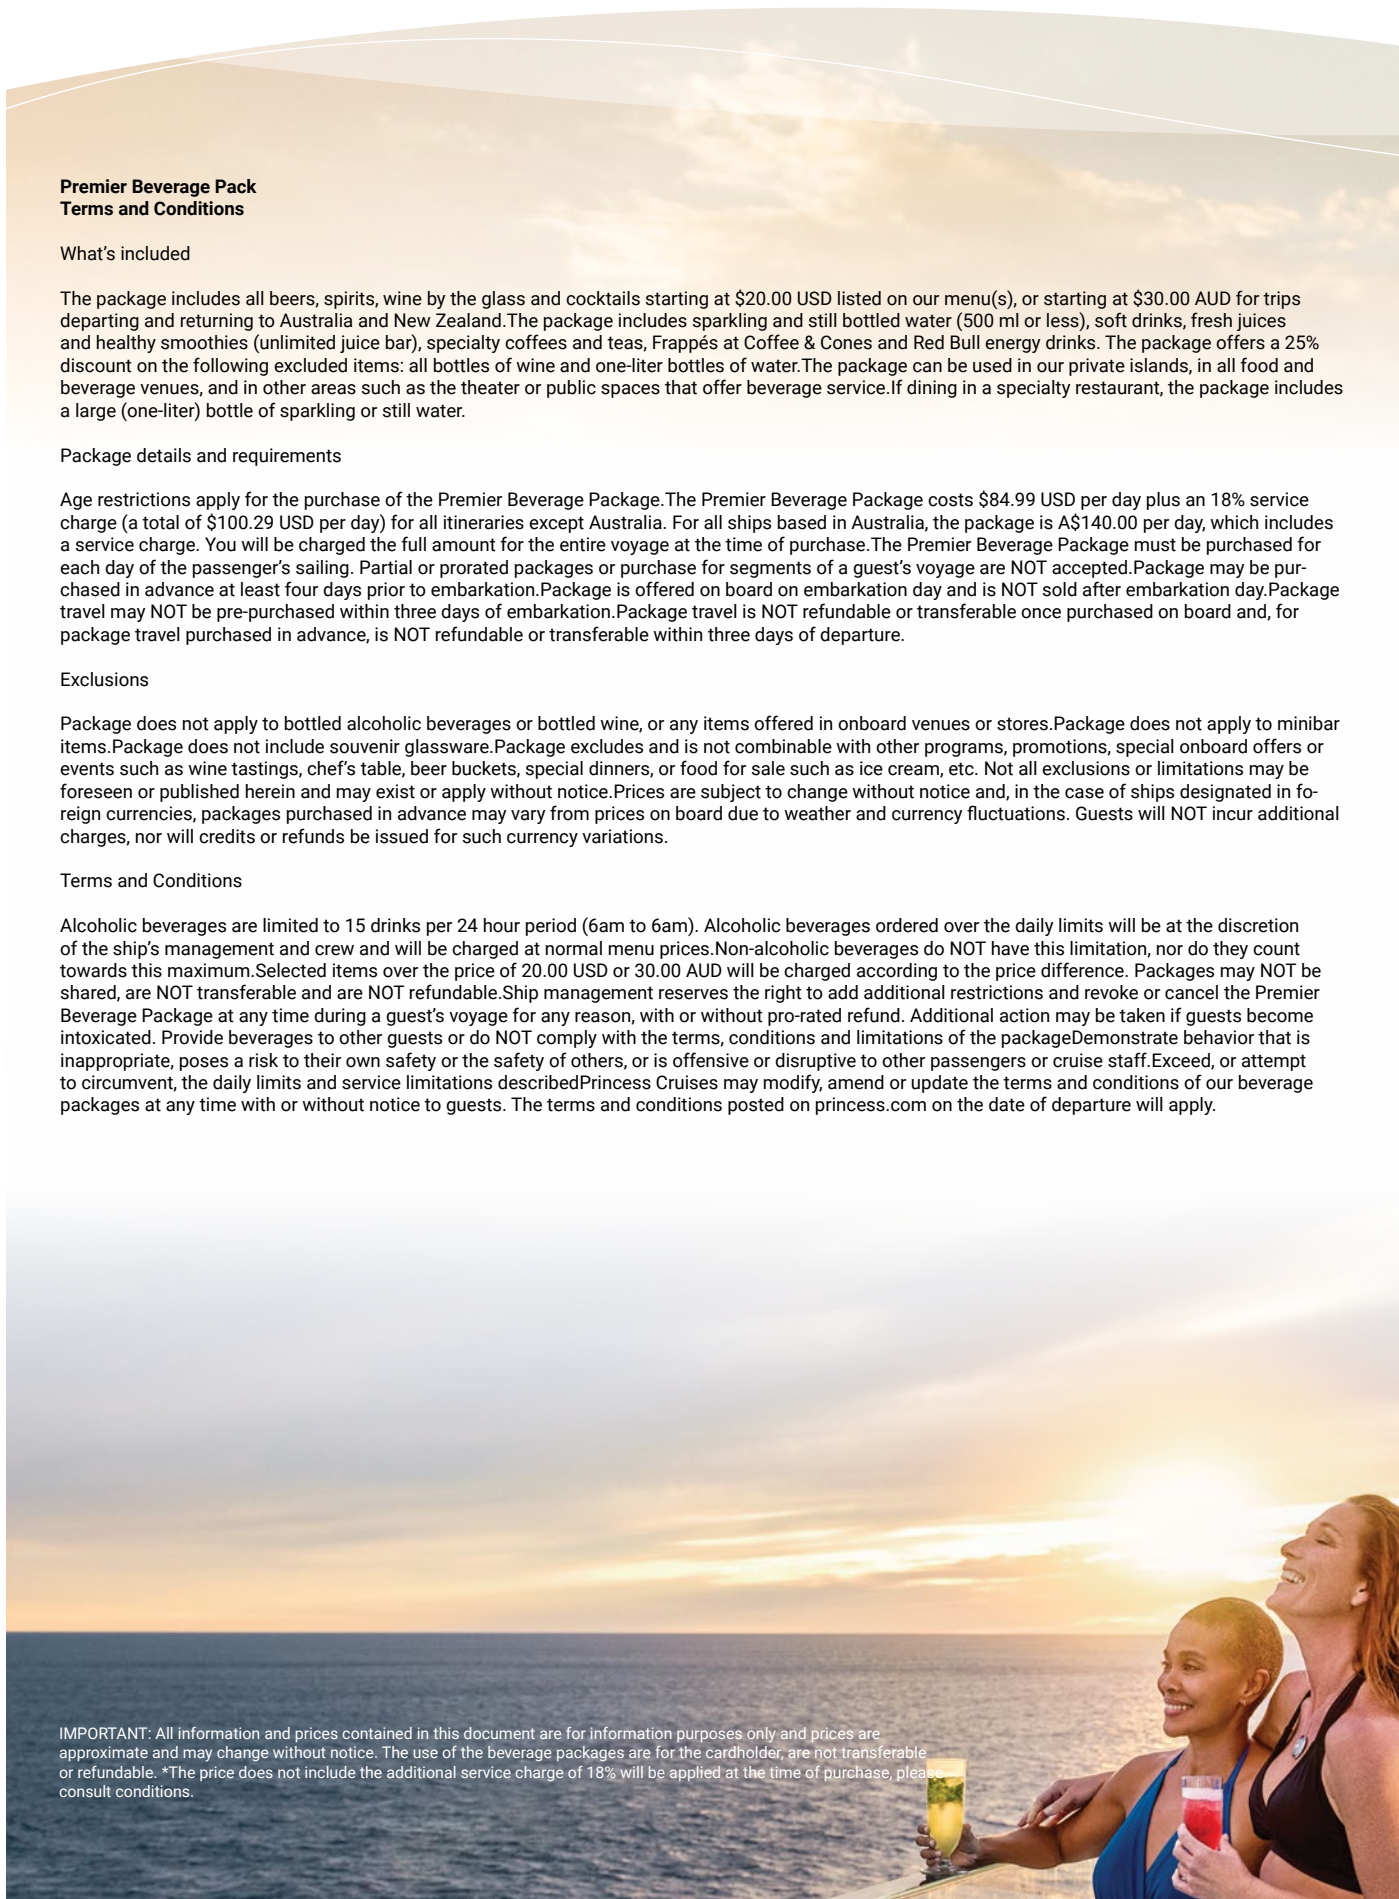 Premier Beverage Pack
Terms and Conditions
What's included
The package includes all beers, spirits, wine by the glass and cocktails starting at $20.00 USD listed on our menu(s), or starting at $30.00 AUD for trips
departing and returning to Australia and New Zealand.The package includes sparkling and still bottled water (500 ml or less), soft drinks, fresh juices
and healthy smoothies (unlimited juice bar), specialty coffees and teas, Frappés at Coffee & Cones and Red Bull energy drinks. The package offers a 25%
discount on the following excluded items: all bottles of wine and one-liter bottles of water.The package can be used in our private islands, in all food and
beverage venues, and in other areas such as the theater or public spaces that offer beverage service.If dining in a specialty restaurant, the package includes
a large (one-liter) bottle of sparkling or still water.
Package details and requirements
Age restrictions apply for the purchase of the Premier Beverage Package.The Premier Beverage Package costs $84.99 USD per day plus an 18% service
charge (a total of $100.29 USD per day) for all itineraries except Australia. For all ships based in Australia, the package is A$140.00 per day, which includes
a service charge. You will be charged the full amount for the entire voyage at the time of purchase.The Premier Beverage Package must be purchased for
each day of the passenger's sailing. Partial or prorated packages or purchase for segments of a guest's voyage are NOT accepted.Package may be pur-
chased in advance at least four days prior to embarkation.Package is offered on board on embarkation day and is NOT sold after embarkation day.Package
travel may NOT be pre-purchased within three days of embarkation.Package travel is NOT refundable or transferable once purchased on board and, for
package travel purchased in advance, is NOT refundable or transferable within three days of departure.
Exclusions
Package does not apply to bottled alcoholic beverages or bottled wine, or any items offered in onboard venues or stores.Package does not apply to minibar
items.Package does not include souvenir glassware.Package excludes and is not combinable with other programs, promotions, special onboard offers or
events such as wine tastings, chef's table, beer buckets, special dinners, or food for sale such as ice cream, etc. Not all exclusions or limitations may be
foreseen or published herein and may exist or apply without notice.Prices are subject to change without notice and, in the case of ships designated in fo-
reign currencies, packages purchased in advance may vary from prices on board due to weather and currency fluctuations. Guests will NOT incur additional
charges, nor will credits or refunds be issued for such currency variations.
Terms and Conditions
Alcoholic beverages are limited to 15 drinks per 24 hour period (6am to 6am). Alcoholic beverages ordered over the daily limits will be at the discretion
of the ship's management and crew and will be charged at normal menu prices.Non-alcoholic beverages do NOT have this limitation, nor do they count
towards this maximum.Selected items over the price of 20.00 USD or 30.00 AUD will be charged according to the price difference. Packages may NOT be
shared, are NOT transferable and are NOT refundable.Ship management reserves the right to add additional restrictions and revoke or cancel the Premier
Beverage Package at any time during a guest's voyage for any reason, with or without pro-rated refund. Additional action may be taken if guests become
intoxicated. Provide beverages to other guests or do NOT comply with the terms, conditions and limitations of the packageDemonstrate behavior that is
inappropriate, poses a risk to their own safety or the safety of others, or is offensive or disruptive to other passengers or cruise staff.Exceed, or attempt
to circumvent, the daily limits and service limitations describedPrincess Cruises may modify, amend or update the terms and conditions of our beverage
packages at any time with or without notice to guests. The terms and conditions posted on princess.com on the date of departure will apply.
IMPORTANT: All information and prices contained in this document are for information purposes only and prices are
approximate and may change without notice. The use of the beverage packages are for the cardholder, are not transferable
or refundable. *The price does not include the additional service charge of 18% will be applied at the time of purchase, please
consult conditions.